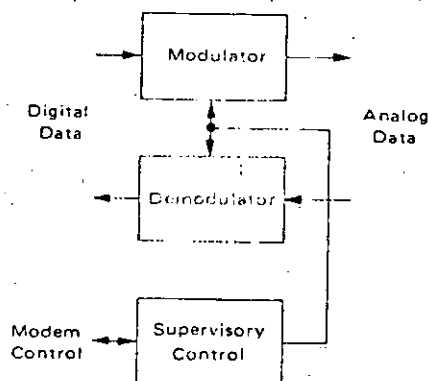 Modulator
Digital
Data
Analog
Data
Demodulator
Modem
Control
Supervisory
Control